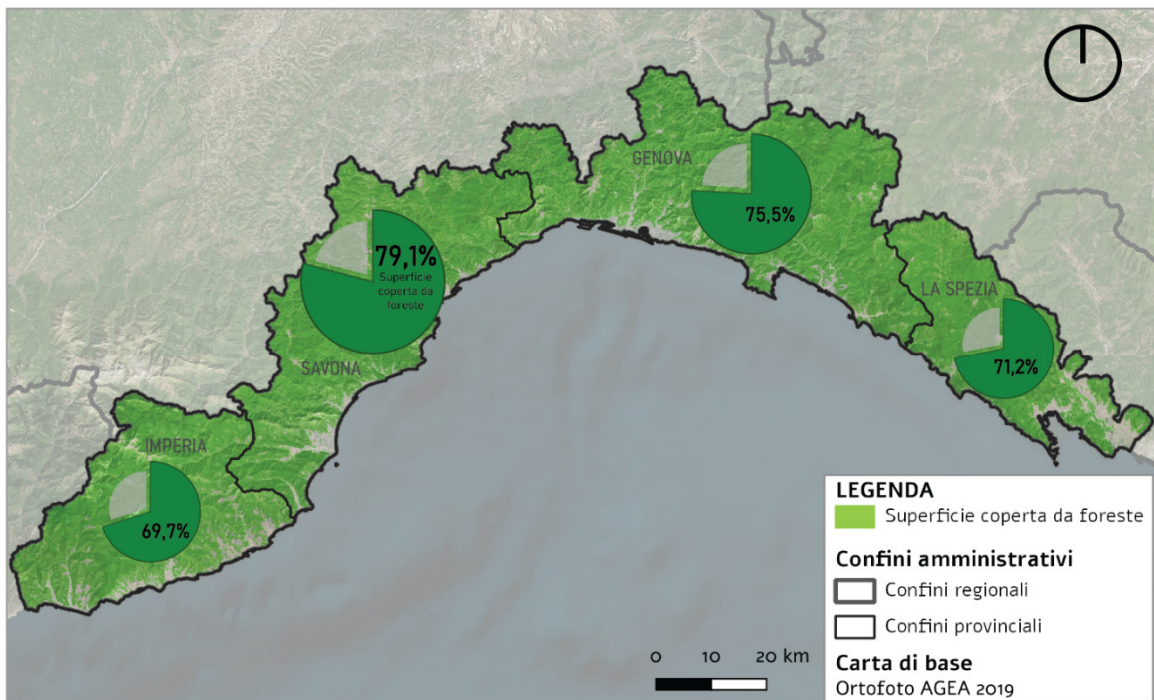 GENOVA
75,5%
79,1%
Superficie
coperta da
foreste
LA SPEZIA
71,2%
SAVONA
IMPERIA
69,7%
LEGENDA
Superficie coperta da foreste
Confini amministrativi
Confini regionali
Confini provinciali
Carta di base
Ortofoto AGEA 2019
0 10 20 km